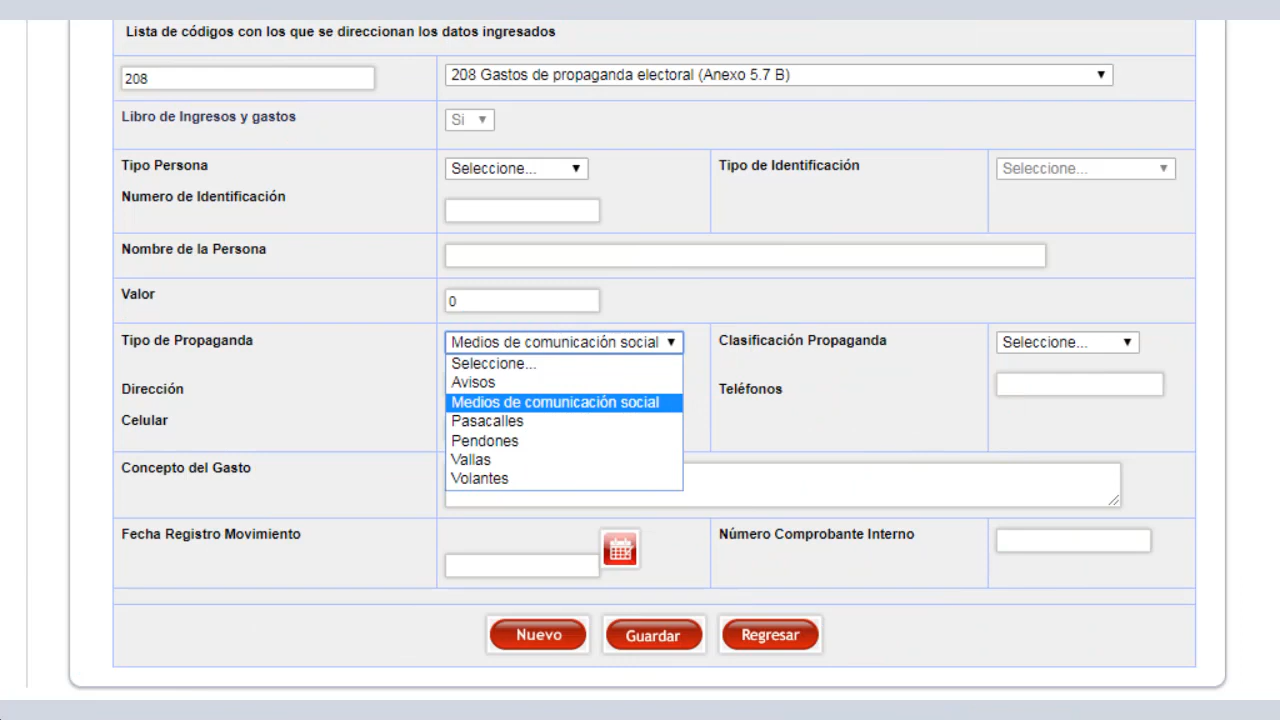 Lista de códigos con los que se direccionan los datos ingresados
208
208 Gastos de propaganda electoral (Anexo 5.7 B)
Libro de Ingresos y gastos
Si
Tipo Persona
Seleccione...
Tipo de Identificación
Seleccione...
Numero de Identificación
Nombre de la Persona
Valor
0
Tipo de Propaganda
Medios de comunicación social
Clasificación Propaganda
Seleccione...
Seleccione...
Avisos
Medios de comunicación social
Pasacalles
Pendones
Vallas
Volantes
Dirección
Teléfonos
Celular
Concepto del Gasto
Fecha Registro Movimiento
Número Comprobante Interno
Nuevo
Guardar
Regresar